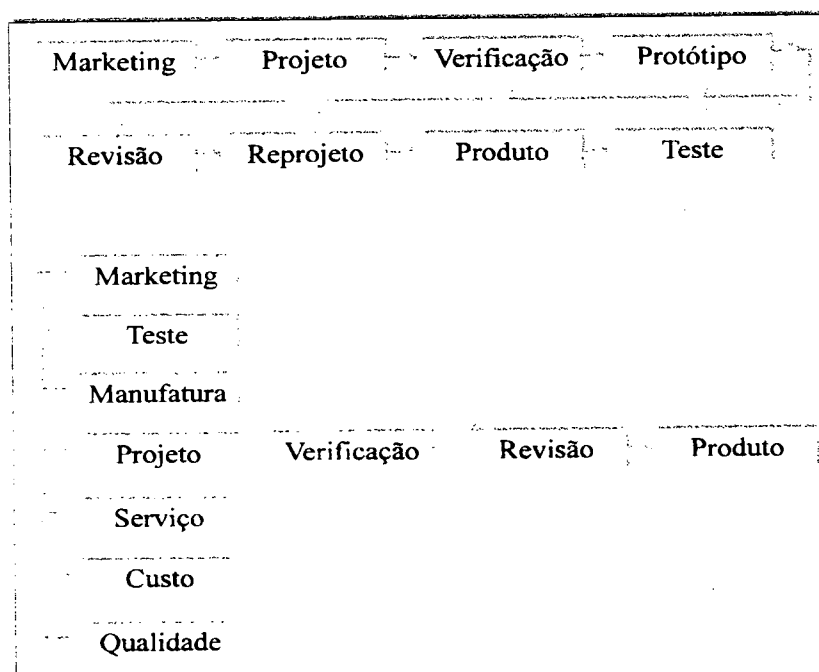 Marketing Projeto Verificação Protótipo
Revisão Reprojeto Produto Teste
Marketing
Teste
Manufatura
Projeto Verificação Revisão Produto
Serviço
Custo
Qualidade